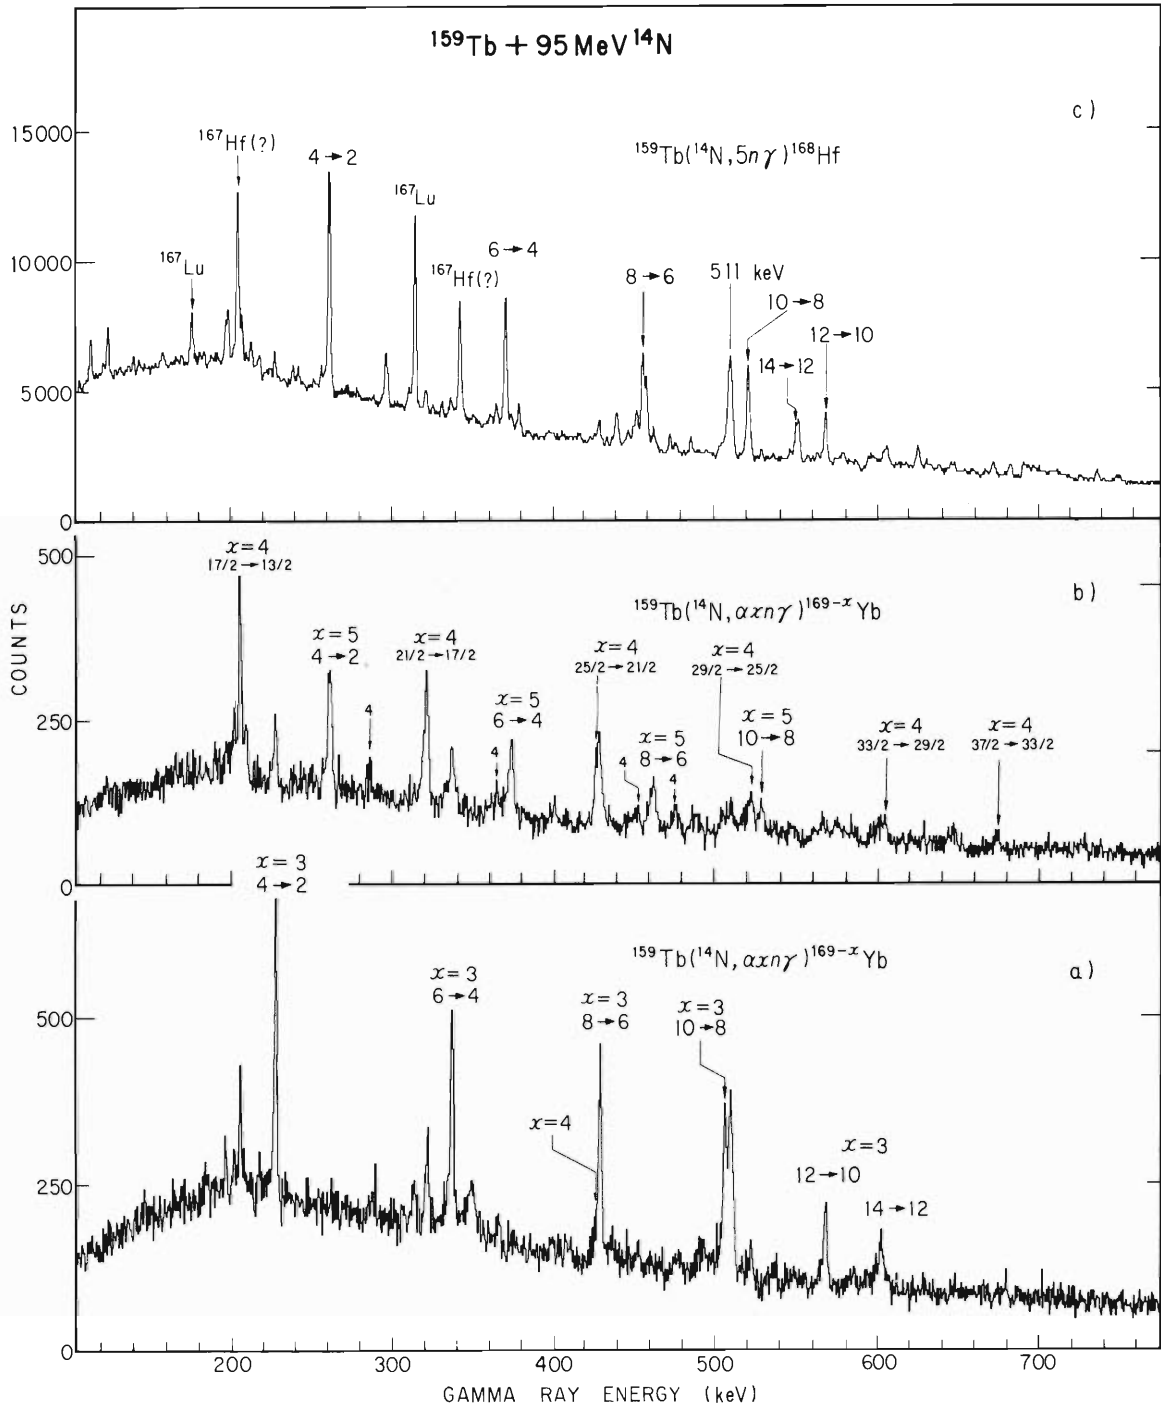 ¹⁵⁹Tb + 95 MeV ¹⁴N
c)
15000
¹⁶⁷Hf(?)
4→2
¹⁵⁹Tb(¹⁴N,5nγ)¹⁶⁸Hf
¹⁶⁷Lu
10000
¹⁶⁷Lu
¹⁶⁷Hf(?)
6→4
8→6
511 keV
10→8
12→10
14→12
5000
0
COUNTS
b)
500
x=4
17/2→13/2
¹⁵⁹Tb(¹⁴N,αxnγ)¹⁶⁹⁻ˣYb
x=5
4→2
x=4
21/2→17/2
x=4
25/2→21/2
x=4
29/2→25/2
4
x=5
6→4
4
x=5
8→6
4
4
x=5
10→8
x=4
33/2→29/2
x=4
37/2→33/2
250
0
x=3
4→2
¹⁵⁹Tb(¹⁴N,αxnγ)¹⁶⁹⁻ˣYb
a)
x=3
6→4
x=3
8→6
x=3
10→8
500
x=4
x=3
12→10
14→12
250
0
200 300 400 500 600 700
GAMMA RAY ENERGY (keV)